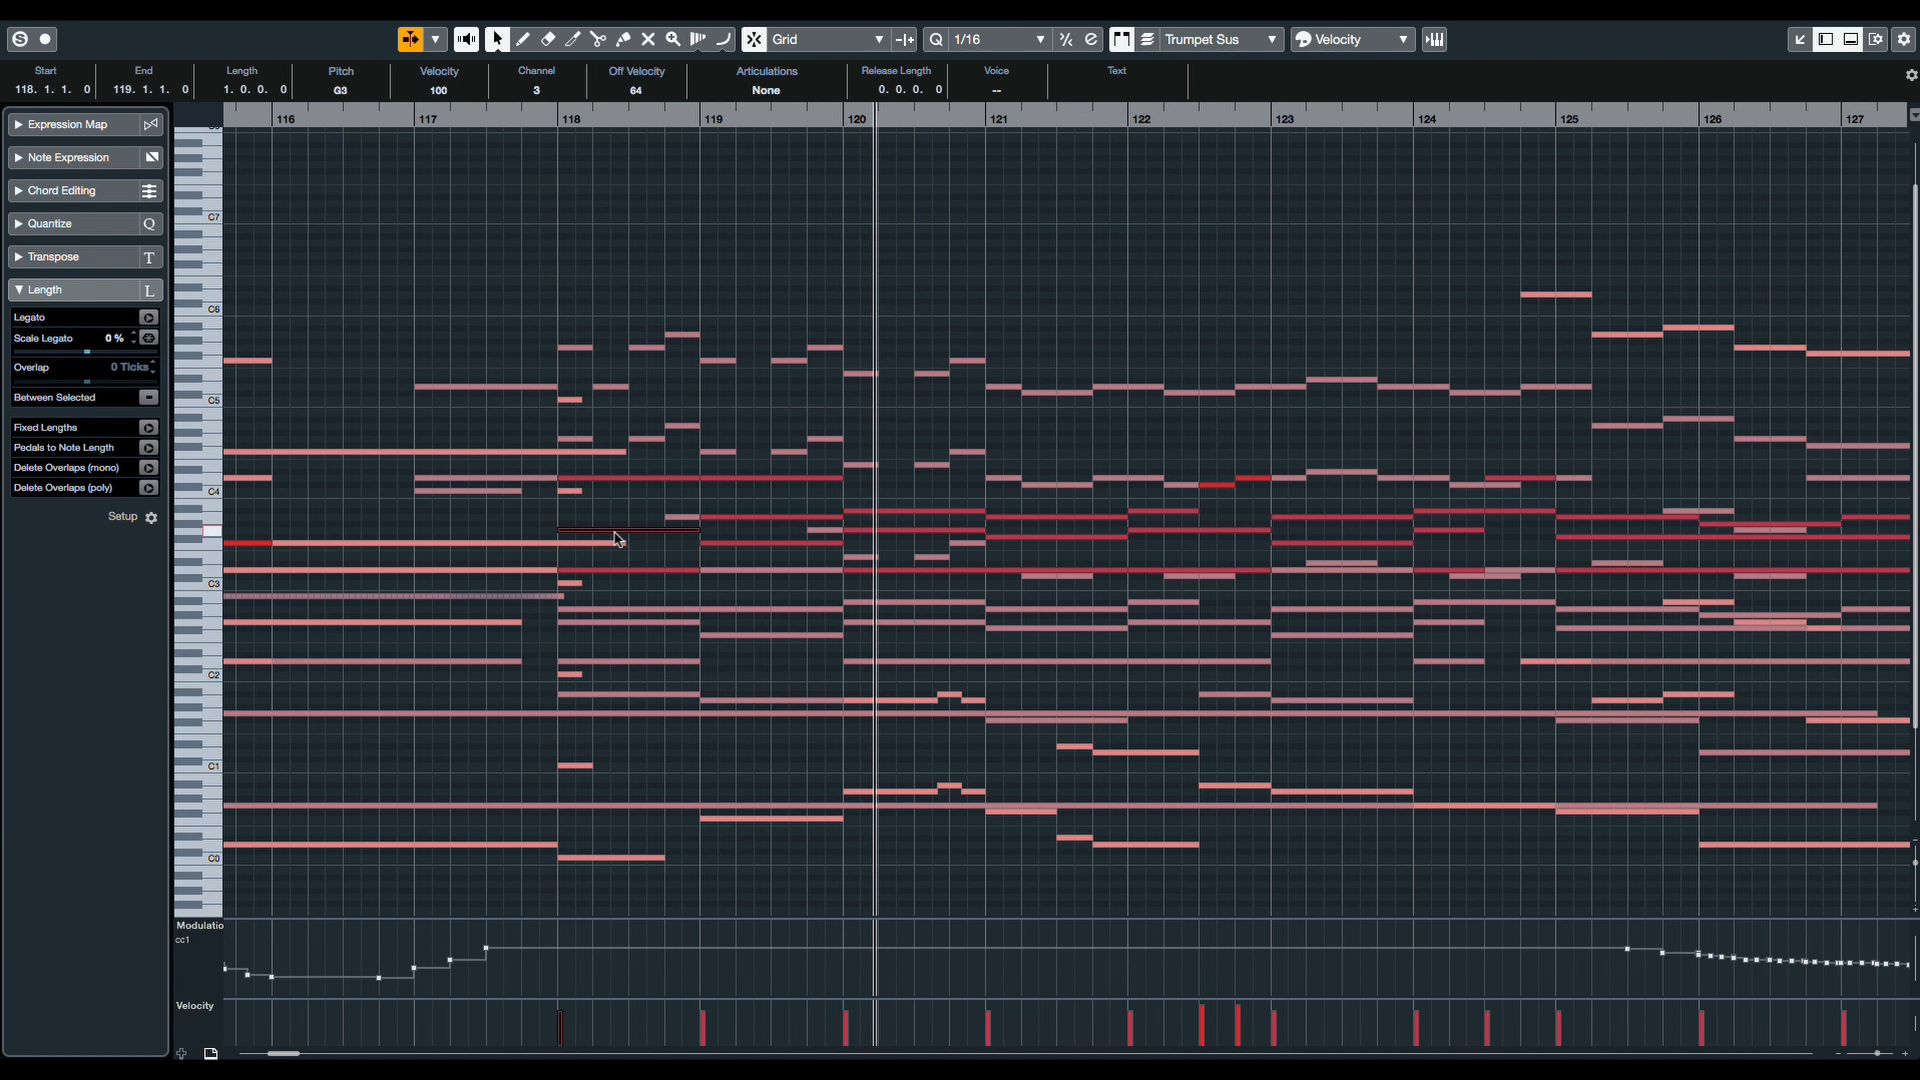 Grid
1/16
Trumpet Sus
Velocity
Start End Length Pitch Velocity Channel Off Velocity Articulations Release Length Voice Text
118. 1. 1. 0 119. 1. 1. 0 1. 0. 0. 0 G3 100 3 64 None 0. 0. 0. 0 --
116 117 118 119 120 121 122 123 124 125 126 127
Expression Map
Note Expression
Chord Editing
Quantize Q
Transpose T
Length L
Legato
Scale Legato 0 %
Overlap 0 Ticks
Between Selected
Fixed Lengths
Pedals to Note Length
Delete Overlaps (mono)
Delete Overlaps (poly)
Setup
C7
C6
C5
C4
C3
C2
C1
C0
Modulatio
cc1
Velocity